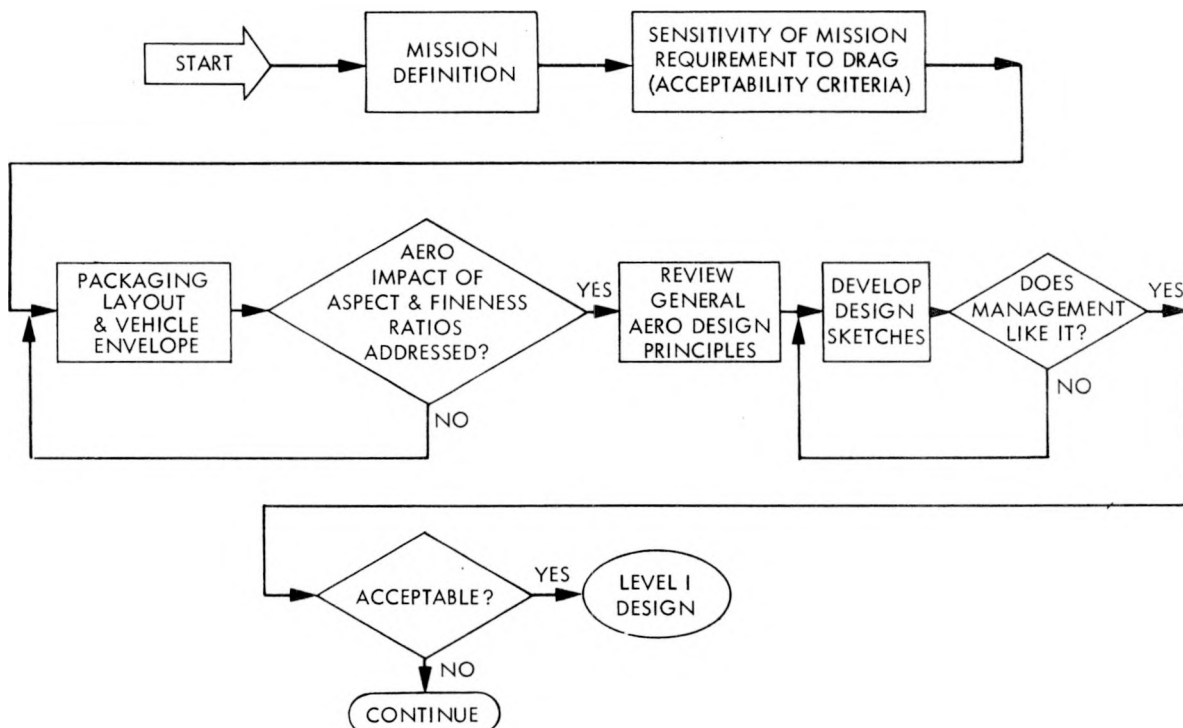 START
MISSION
DEFINITION
SENSITIVITY OF MISSION
REQUIREMENT TO DRAG
(ACCEPTABILITY CRITERIA)
PACKAGING
LAYOUT
& VEHICLE
ENVELOPE
AERO
IMPACT OF
ASPECT & FINENESS
RATIOS
ADDRESSED?
YES
NO
REVIEW
GENERAL
AERO DESIGN
PRINCIPLES
DEVELOP
DESIGN
SKETCHES
DOES
MANAGEMENT
LIKE IT?
YES
NO
ACCEPTABLE?
YES
LEVEL I
DESIGN
NO
CONTINUE